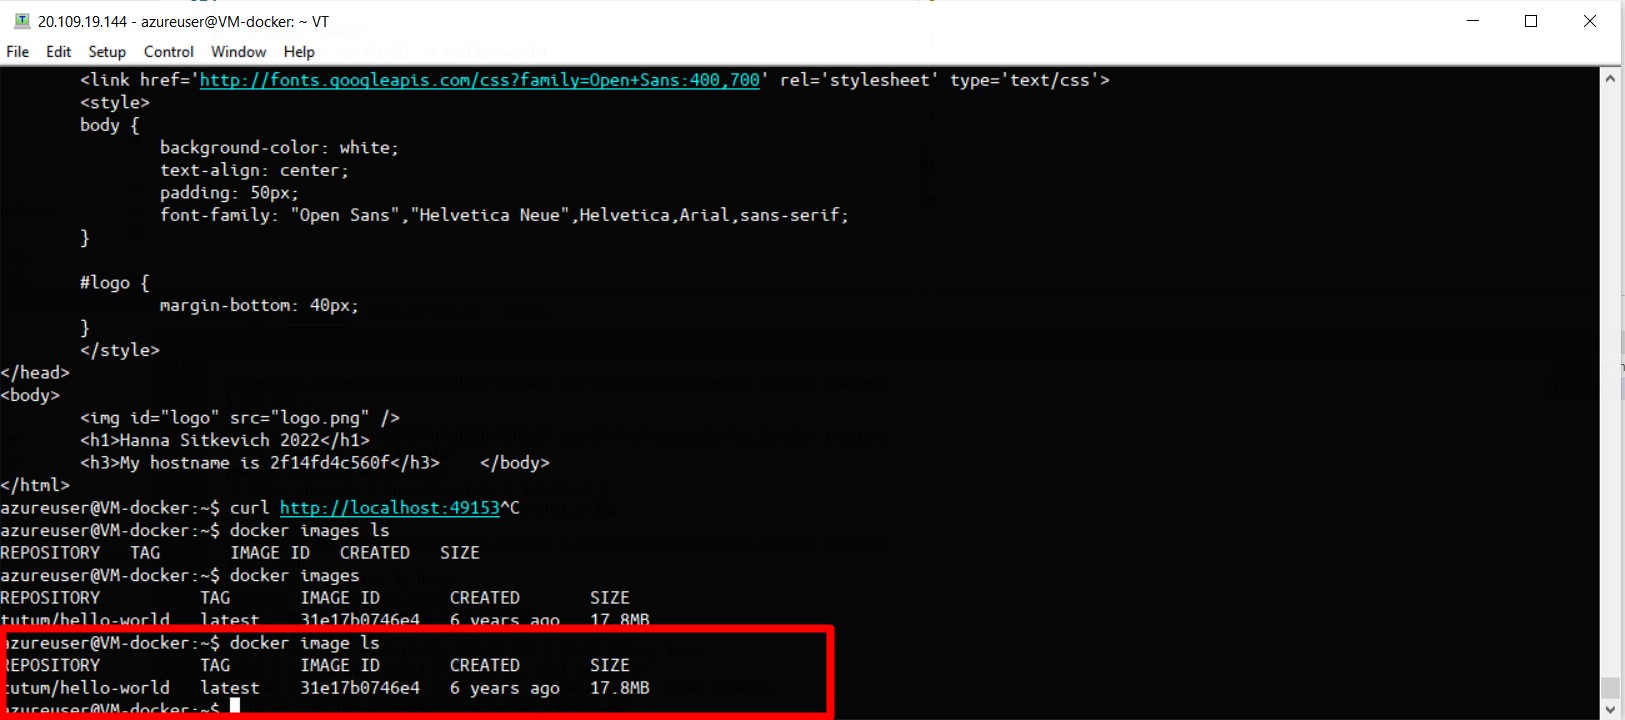 20.109.19.144 - azureuser@VM-docker: ~ VT
File Edit Setup Control Window Help
<link href='http://fonts.googleapis.com/css?family=Open+Sans:400,700' rel='stylesheet' type='text/css'>
<style>
body {
background-color: white;
text-align: center;
padding: 50px;
font-family: "Open Sans","Helvetica Neue",Helvetica,Arial,sans-serif;
}
#logo {
margin-bottom: 40px;
}
</style>
</head>
<body>
<img id="logo" src="logo.png" />
<h1>Hanna Sitkevich 2022</h1>
<h3>My hostname is 2f14fd4c560f</h3> </body>
</html>
azureuser@VM-docker:~$ curl http://localhost:49153^C
azureuser@VM-docker:~$ docker images ls
REPOSITORY TAG IMAGE ID CREATED SIZE
azureuser@VM-docker:~$ docker images
REPOSITORY TAG IMAGE ID CREATED SIZE
tutum/hello-world latest 31e17b0746e4 6 years ago 17.8MB
azureuser@VM-docker:~$ docker image ls
REPOSITORY TAG IMAGE ID CREATED SIZE
tutum/hello-world latest 31e17b0746e4 6 years ago 17.8MB
azureuser@VM-docker:~$